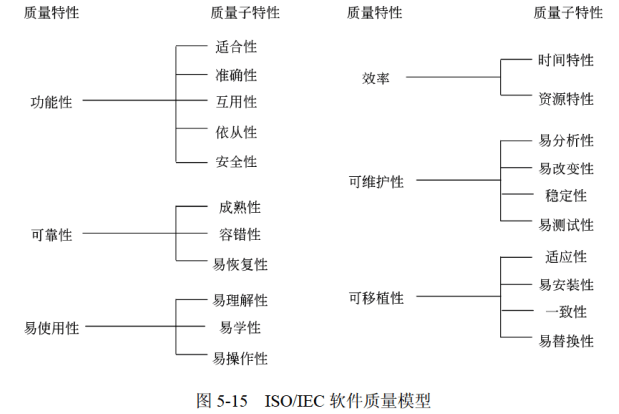 质量特性 质量子特性 质量特性 质量子特性
功能性
适合性
准确性
互用性
依从性
安全性
可靠性
成熟性
容错性
易恢复性
易使用性
易理解性
易学性
易操作性
效率
时间特性
资源特性
可维护性
易分析性
易改变性
稳定性
易测试性
可移植性
适应性
易安装性
一致性
易替换性
图 5-15 ISO/IEC 软件质量模型